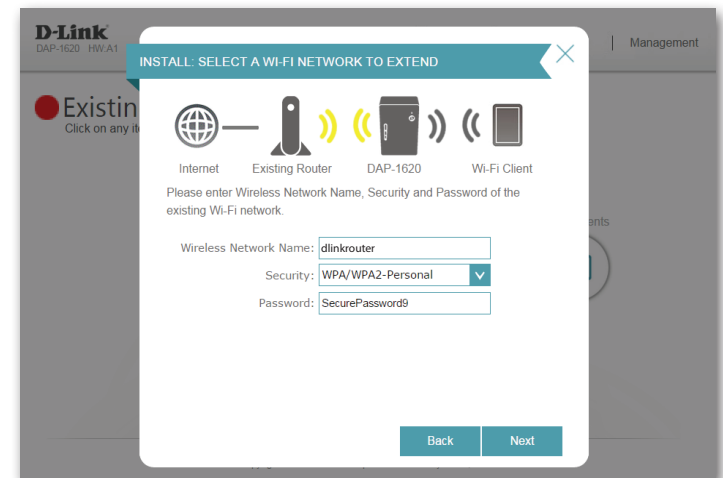 D-Link
DAP-1620 HW:A1
Management
INSTALL: SELECT A WI-FI NETWORK TO EXTEND
Existin
Click on any it
Internet Existing Router DAP-1620 Wi-Fi Client
Please enter Wireless Network Name, Security and Password of the
existing Wi-Fi network.
ents
Wireless Network Name: dlinkrouter
Security: WPA/WPA2-Personal
Password: SecurePassword9
Back Next